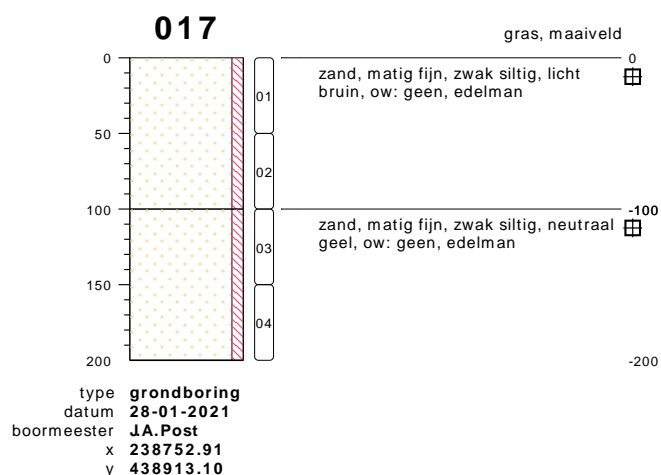 017
gras, maaiveld
0
0
zand, matig fijn, zwak siltig, licht
bruin, ow: geen, edelman
01
50
02
100
-100
zand, matig fijn, zwak siltig, neutraal
geel, ow: geen, edelman
03
150
04
200
-200
type grondboring
datum 28-01-2021
boormeester J.A.Post
x 238752.91
y 438913.10